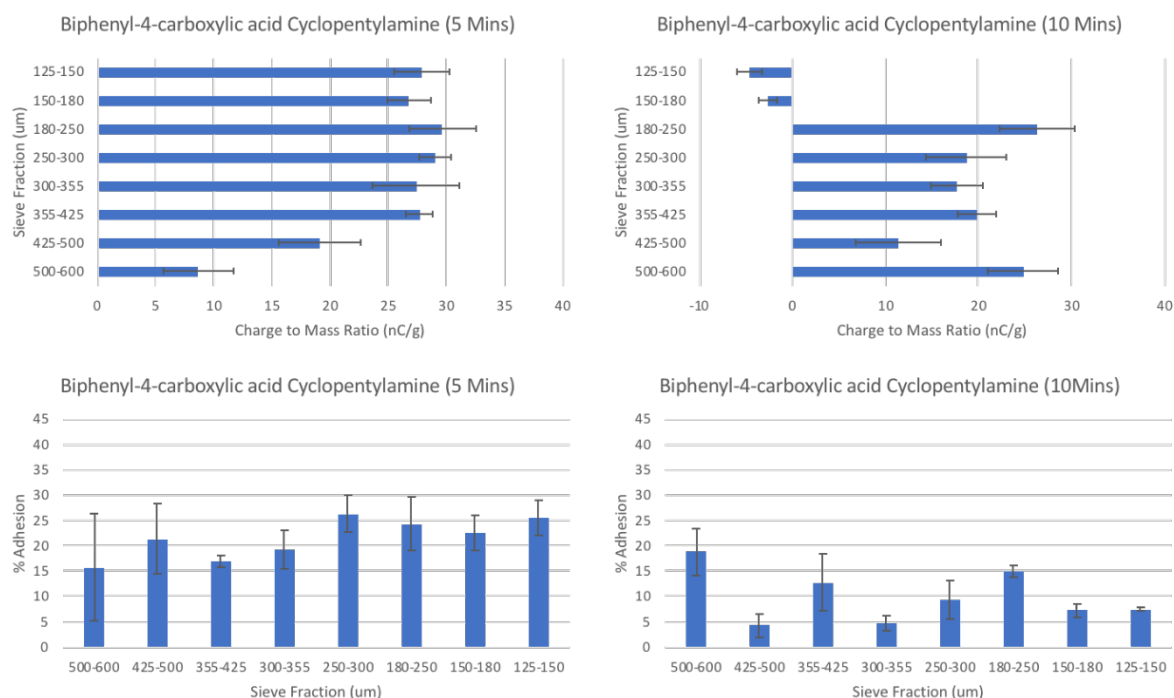 Biphenyl-4-carboxylic acid Cyclopentylamine (5 Mins)
Sieve Fraction (um)
125-150
150-180
180-250
250-300
300-355
355-425
425-500
500-600
0 5 10 15 20 25 30 35 40
Charge to Mass Ratio (nC/g)
Biphenyl-4-carboxylic acid Cyclopentylamine (10 Mins)
Sieve Fraction (um)
125-150
150-180
180-250
250-300
300-355
355-425
425-500
500-600
-10 0 10 20 30 40
Charge to Mass Ratio (nC/g)
Biphenyl-4-carboxylic acid Cyclopentylamine (5 Mins)
% Adhesion
45
40
35
30
25
20
15
10
5
0
500-600 425-500 355-425 300-355 250-300 180-250 150-180 125-150
Sieve Fraction (um)
Biphenyl-4-carboxylic acid Cyclopentylamine (10Mins)
% Adhesion
45
40
35
30
25
20
15
10
5
0
500-600 425-500 355-425 300-355 250-300 180-250 150-180 125-150
Sieve Fraction (um)